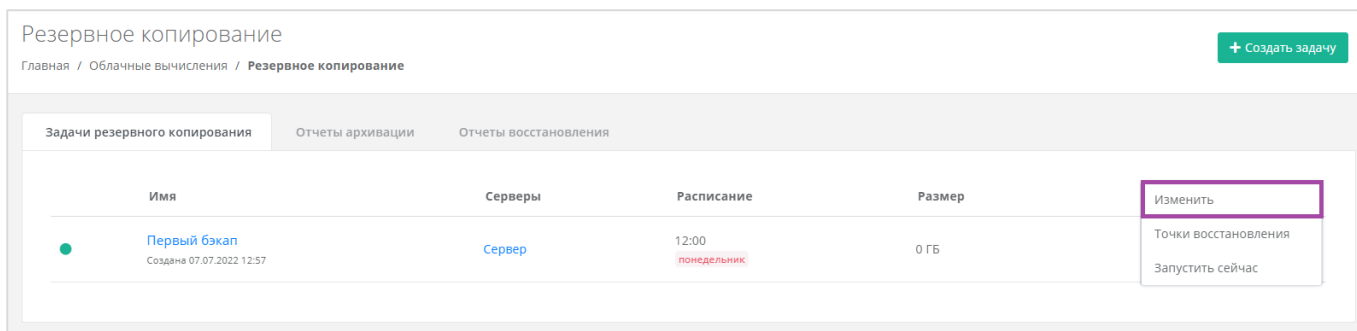 Резервное копирование
+ Создать задачу
Главная / Облачные вычисления / Резервное копирование
Задачи резервного копирования Отчеты архивации Отчеты восстановления
Имя Серверы Расписание Размер
Изменить
Точки восстановления
Запустить сейчас
Первый бэкап
Создана 07.07.2022 12:57
Сервер
12:00
понедельник
0 ГБ